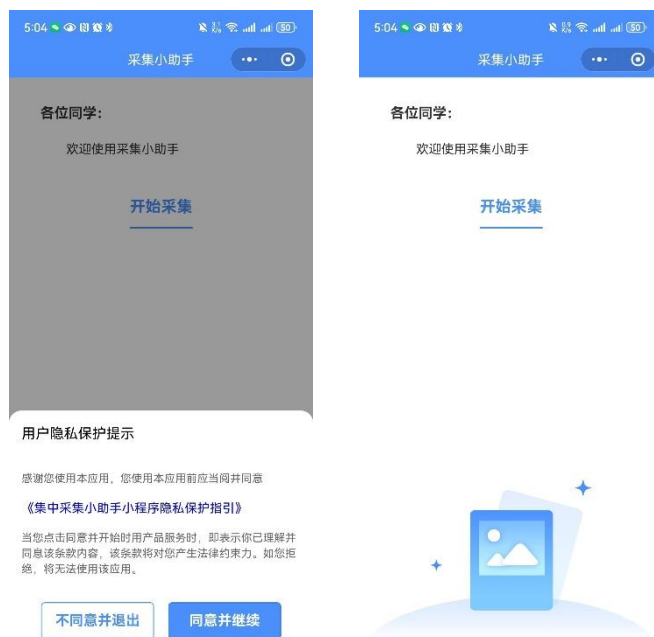 5:04
50
采集小助手
各位同学:
欢迎使用采集小助手
开始采集
用户隐私保护提示
感谢您使用本应用，您使用本应用前应当阅井同意
《集中采集小助手小程序隐私保护指引》
当您点击同意并开始时用产品服务时，即表示你已理解并
同息该条款内容，该条款将对您产生法律约束力。如您拒
绝，将无法使用该应用。
不同意并退出
同意并继续
5:04
50
采集小助手
各位同学:
欢迎使用采集小助手
开始采集